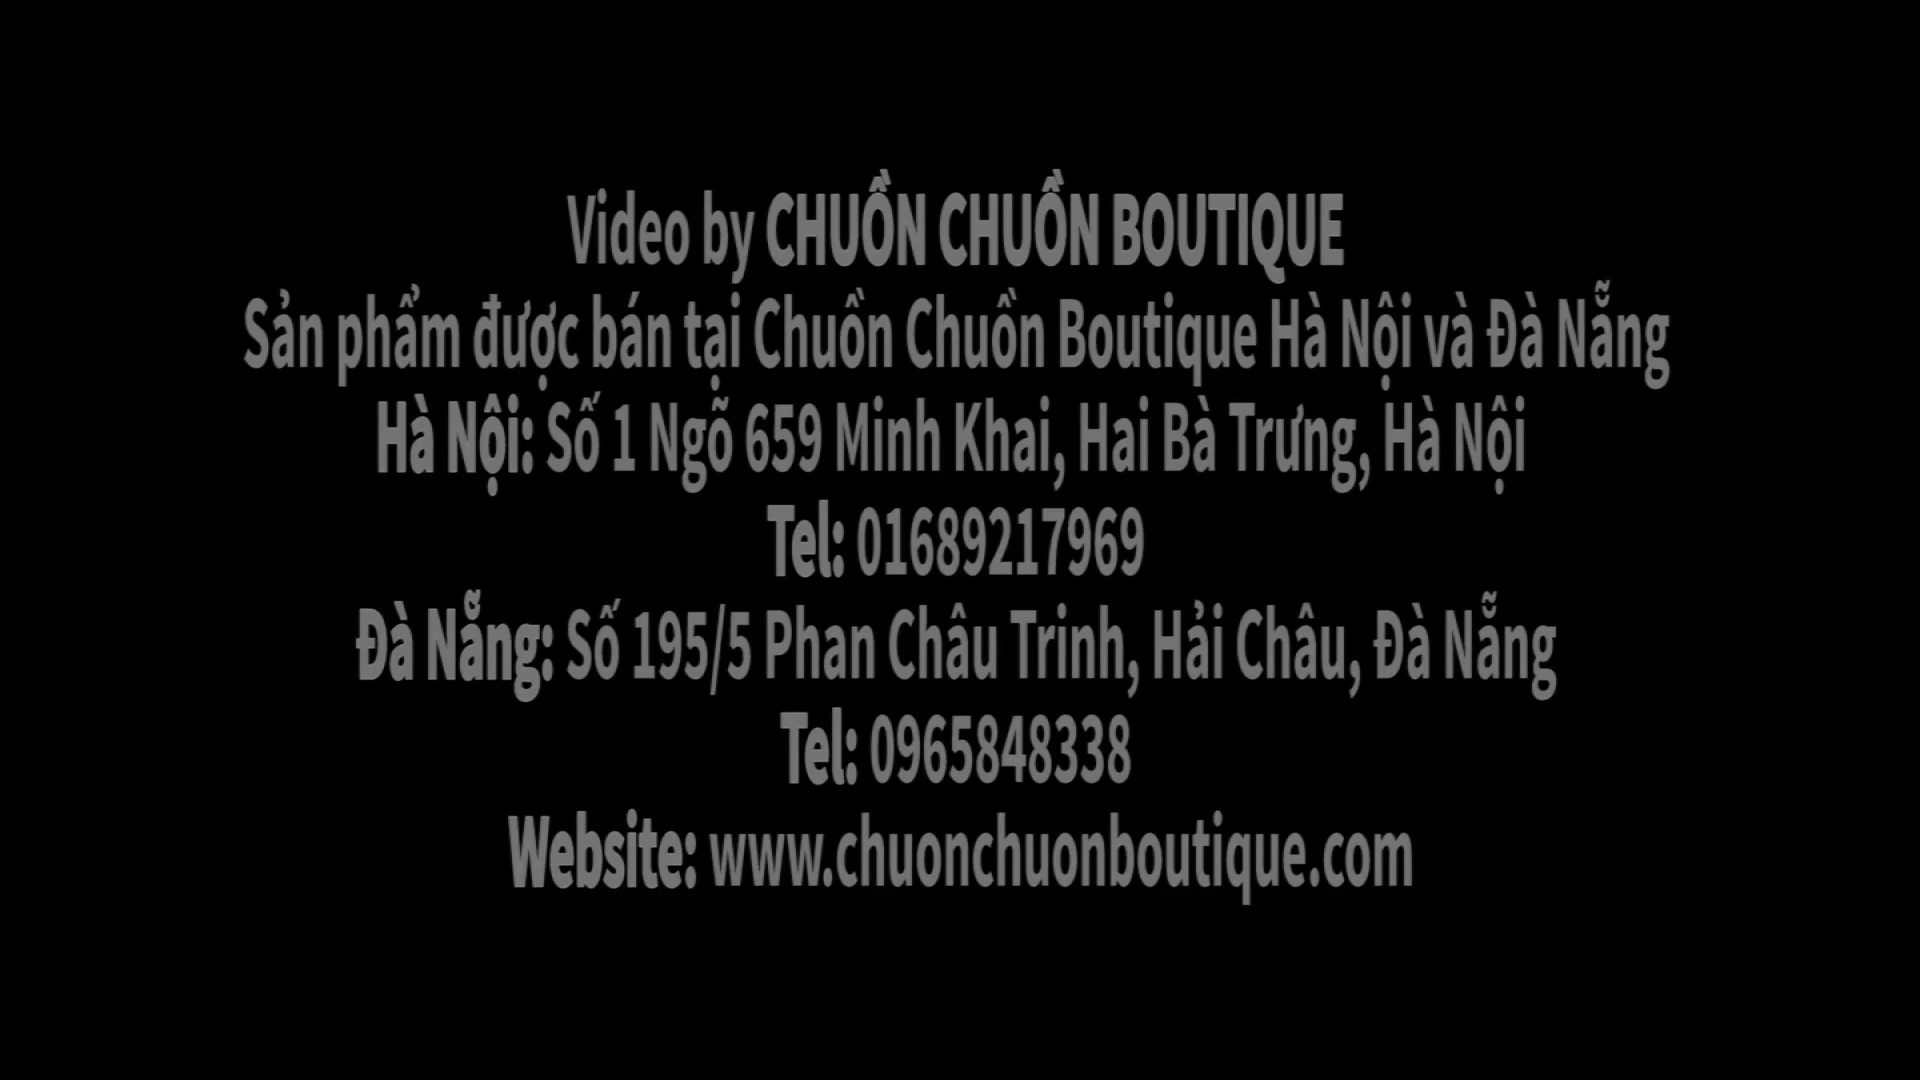 Video by CHUỒN CHUỒN BOUTIQUE
Sản phẩm được bán tại Chuồn Chuồn Boutique Hà Nội và Đà Nẵng
Hà Nội: Số 1 Ngõ 659 Minh Khai, Hai Bà Trưng, Hà Nội
Tel: 01689217969
Đà Nẵng: Số 195/5 Phan Châu Trinh, Hải Châu, Đà Nẵng
Tel: 0965848338
Website: www.chuonchuonboutique.com